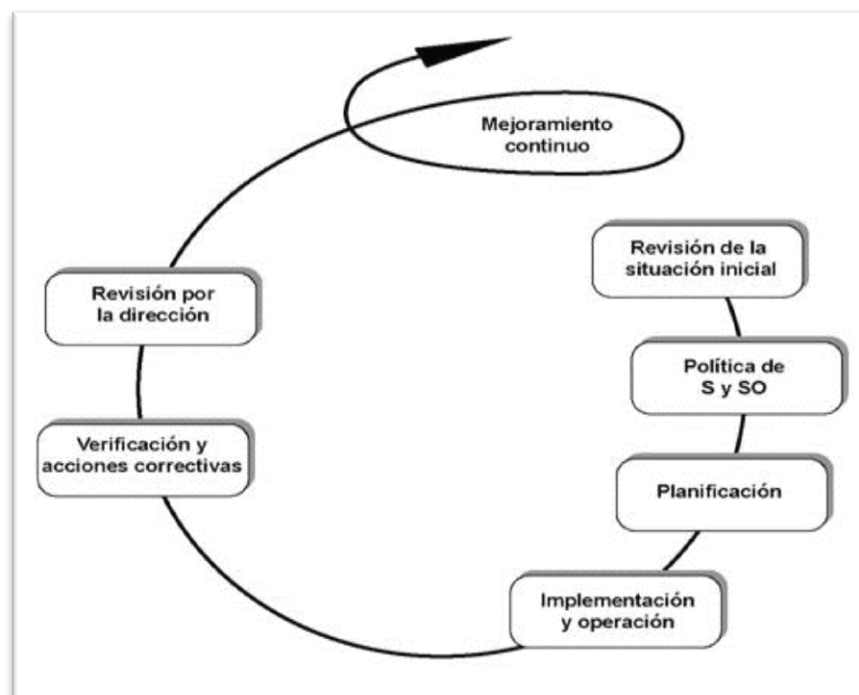 Mejoramiento
continuo
Revisión de la
situación inicial
Revisión por
la dirección
Política de
S y SO
Verificación y
acciones correctivas
Planificación
Implementación
y operación